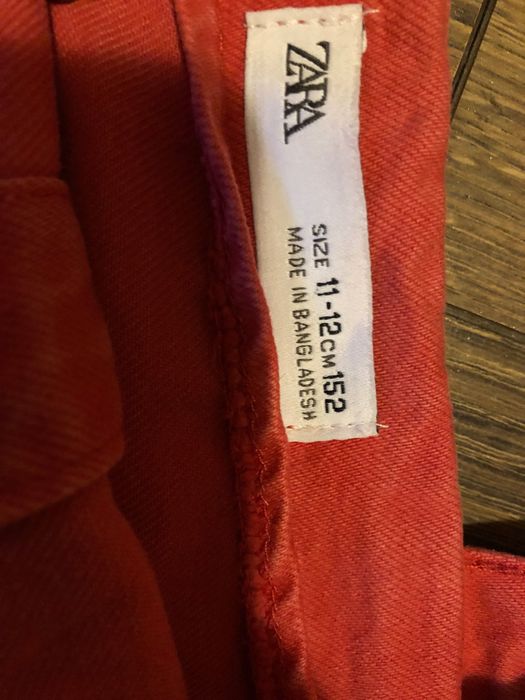 ZARA
SIZE 11-12 CM 152
MADE IN BANGLADESH